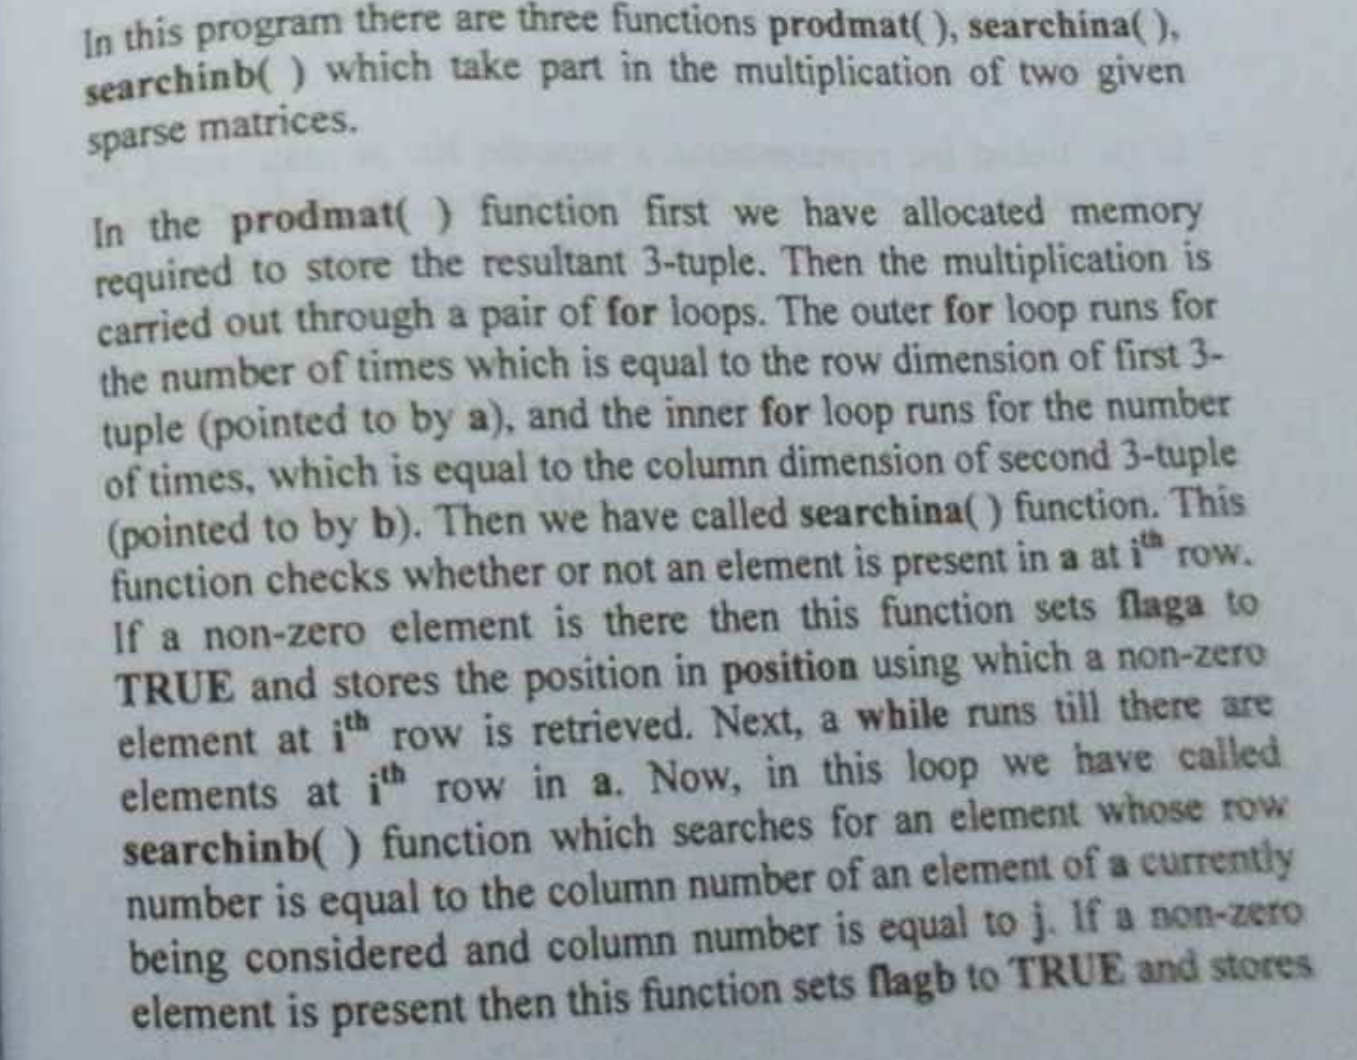 In this program there are three functions prodmat( ), searchina( ),
searchinb( ) which take part in the multiplication of two given
sparse matrices.
In the prodmat( ) function first we have allocated memory
required to store the resultant 3-tuple. Then the multiplication is
carried out through a pair of for loops. The outer for loop runs for
the number of times which is equal to the row dimension of first 3-
tuple (pointed to by a), and the inner for loop runs for the number
of times, which is equal to the column dimension of second 3-tuple
(pointed to by b). Then we have called searchina( ) function. This
function checks whether or not an element is present in a at iᵗʰ row.
If a non-zero element is there then this function sets flaga to
TRUE and stores the position in position using which a non-zero
element at iᵗʰ row is retrieved. Next, a while runs till there are
elements at iᵗʰ row in a. Now, in this loop we have called
searchinb( ) function which searches for an element whose row
number is equal to the column number of an element of a currently
being considered and column number is equal to j. If a non-zero
element is present then this function sets flagb to TRUE and stores